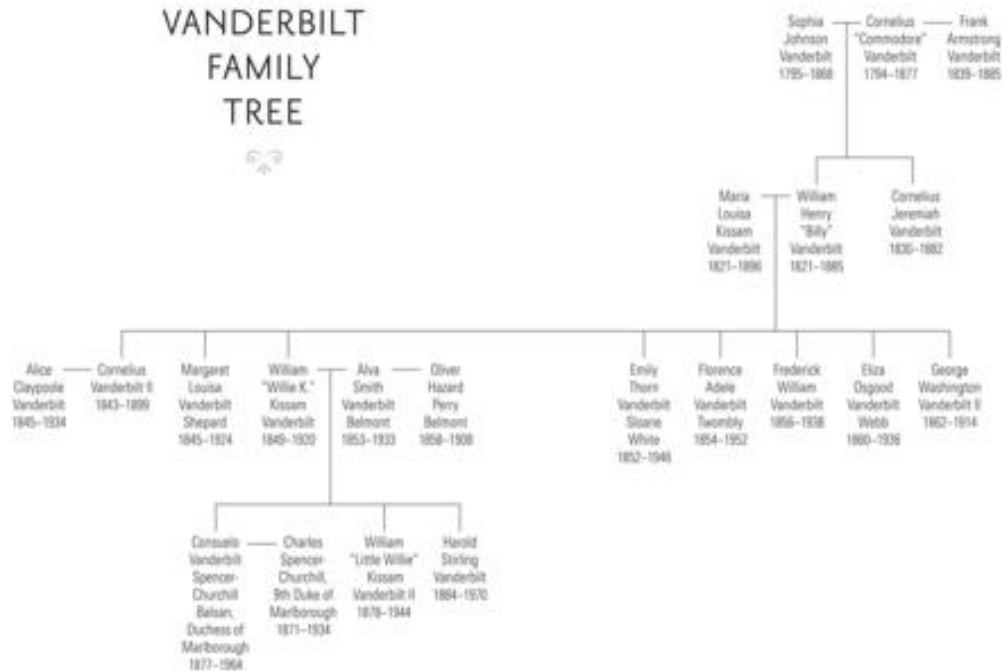 VANDERBILT
FAMILY
TREE
Sophia
Johnson
Vanderbilt
1795–1868
Cornelius
"Commodore"
Vanderbilt
1794–1877
Frank
Armstrong
Vanderbilt
1839–1885
Maria
Louisa
Kissam
Vanderbilt
1821–1896
William
Henry
"Billy"
Vanderbilt
1821–1885
Cornelius
Jeremiah
Vanderbilt
1830–1882
Alice
Claypoole
Vanderbilt
1845–1934
Cornelius
Vanderbilt II
1843–1899
Margaret
Louisa
Vanderbilt
Shepard
1845–1924
William
"Willie K."
Kissam
Vanderbilt
1849–1920
Alva
Smith
Vanderbilt
Belmont
1853–1933
Oliver
Hazard
Perry
Belmont
1858–1908
Emily
Thorn
Vanderbilt
Sloane
White
1852–1946
Florence
Adele
Vanderbilt
Twombly
1854–1952
Frederick
William
Vanderbilt
1856–1938
Eliza
Osgood
Vanderbilt
Webb
1860–1936
George
Washington
Vanderbilt II
1862–1914
Consuelo
Vanderbilt
Spencer-
Churchill
Balsan,
Duchess of
Marlborough
1877–1964
Charles
Spencer-
Churchill,
9th Duke of
Marlborough
1871–1934
William
"Little Willie"
Kissam
Vanderbilt II
1878–1944
Harold
Stirling
Vanderbilt
1884–1970